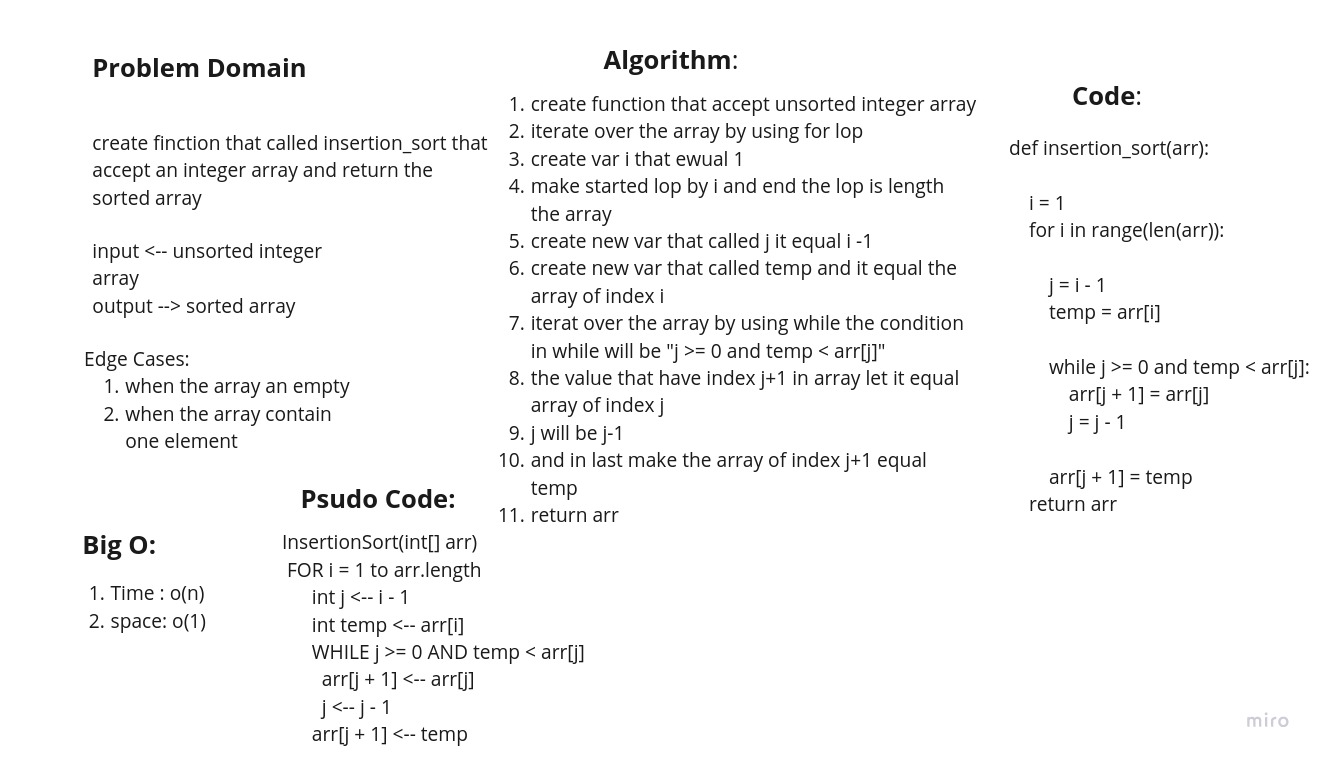 Problem Domain
create finction that called insertion_sort that
accept an integer array and return the
sorted array
input <-- unsorted integer
array
output --> sorted array
Edge Cases:
1. when the array an empty
2. when the array contain
one element
Big O:
1. Time : o(n)
2. space: o(1)
Psudo Code:
InsertionSort(int[] arr)
FOR i = 1 to arr.length
int j <-- i - 1
int temp <-- arr[i]
WHILE j >= 0 AND temp < arr[j]
arr[j + 1] <-- arr[j]
j <-- j - 1
arr[j + 1] <-- temp
Algorithm:
1. create function that accept unsorted integer array
2. iterate over the array by using for lop
3. create var i that ewual 1
4. make started lop by i and end the lop is length
the array
5. create new var that called j it equal i -1
6. create new var that called temp and it equal the
array of index i
7. iterat over the array by using while the condition
in while will be "j >= 0 and temp < arr[j]"
8. the value that have index j+1 in array let it equal
array of index j
9. j will be j-1
10. and in last make the array of index j+1 equal
temp
11. return arr
Code:
def insertion_sort(arr):
i = 1
for i in range(len(arr)):
j = i - 1
temp = arr[i]
while j >= 0 and temp < arr[j]:
arr[j + 1] = arr[j]
j = j - 1
arr[j + 1] = temp
return arr
miro